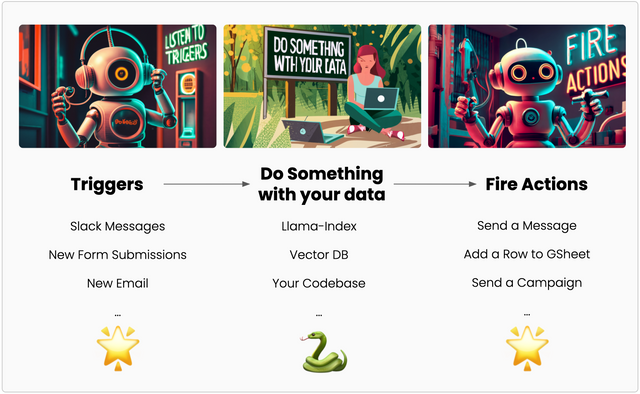 LISTEN TO
TRIGGERS
DO SOMETHING
WTH YOUR DATA
FIRE
ACTIONS
Triggers
Do Something
with your data
Fire Actions
Slack Messages
Llama-Index
Send a Message
New Form Submissions
Vector DB
Add a Row to GSheet
New Email
Your Codebase
Send a Campaign
...
...
...